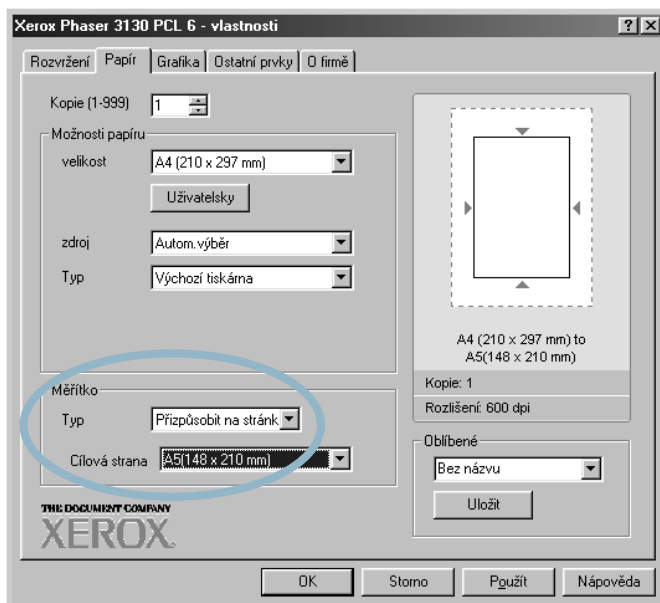 Xerox Phaser 3130 PCL 6 - vlastnosti
Rozvržení Papír Grafika Ostatní prvky O firmě
Kopie (1-999) 1
Možnosti papíru
velikost A4 (210 x 297 mm)
Uživatelsky
zdroj Autom.výběr
Typ Výchozí tiskárna
A4 (210 x 297 mm) to
A5(148 x 210 mm)
Kopie: 1
Rozlišení: 600 dpi
Měřítko
Typ Přizpůsobit na stránk
Cílová strana A5(148 x 210 mm)
Oblíbené
Bez názvu
Uložit
THE DOCUMENT COMPANY
XEROX.
OK Storno Použít Nápověda